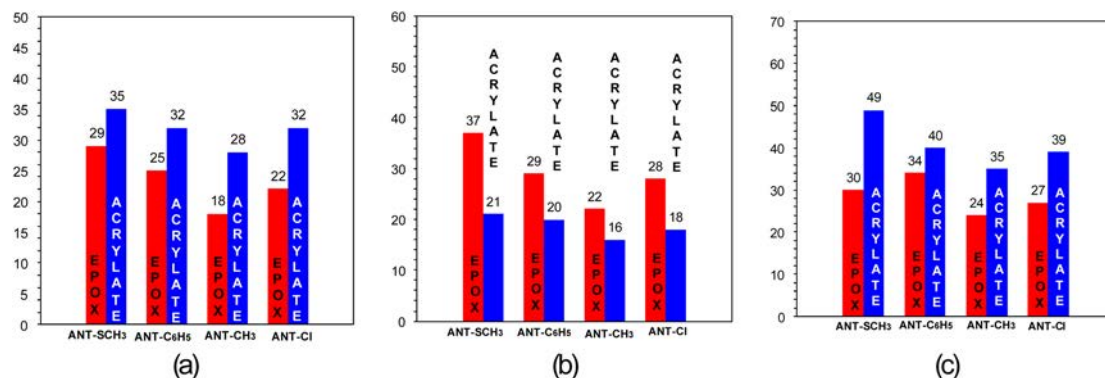 50
45
40
35
30
25
20
15
10
5
0
29
35
25
32
18
28
22
32
EPOX
ACRYLATE
EPOX
ACRYLATE
EPOX
ACRYLATE
EPOX
ACRYLATE
ANT-SCH3
ANT-C6H5
ANT-CH3
ANT-Cl
(a)
60
50
40
30
20
10
0
37
21
29
20
22
16
28
18
EPOX
ACRYLATE
EPOX
ACRYLATE
EPOX
ACRYLATE
EPOX
ACRYLATE
ANT-SCH3
ANT-C6H5
ANT-CH3
ANT-Cl
(b)
70
60
50
40
30
20
10
0
30
49
34
40
24
35
27
39
EPOX
ACRYLATE
EPOX
ACRYLATE
EPOX
ACRYLATE
EPOX
ACRYLATE
ANT-SCH3
ANT-C6H5
ANT-CH3
ANT-Cl
(c)